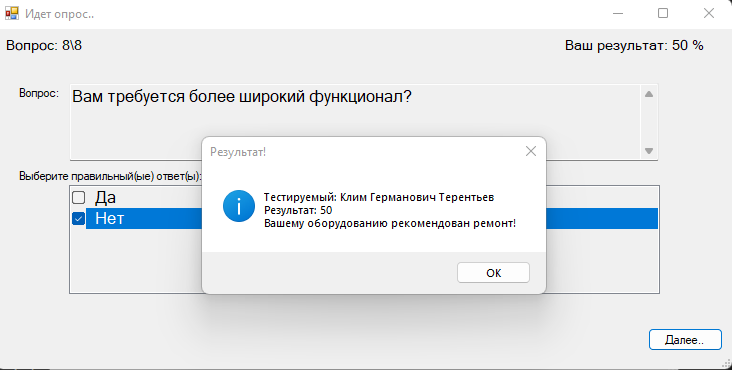 Идет опрос..
Вопрос: 8\8
Ваш результат: 50 %
Вопрос:
Вам требуется более широкий функционал?
Результат!
Выберите правильный(ые) ответ(ы):
Тестируемый: Клим Германович Терентьев
Результат: 50
Вашему оборудованию рекомендован ремонт!
Да
Нет
ОК
Далее..